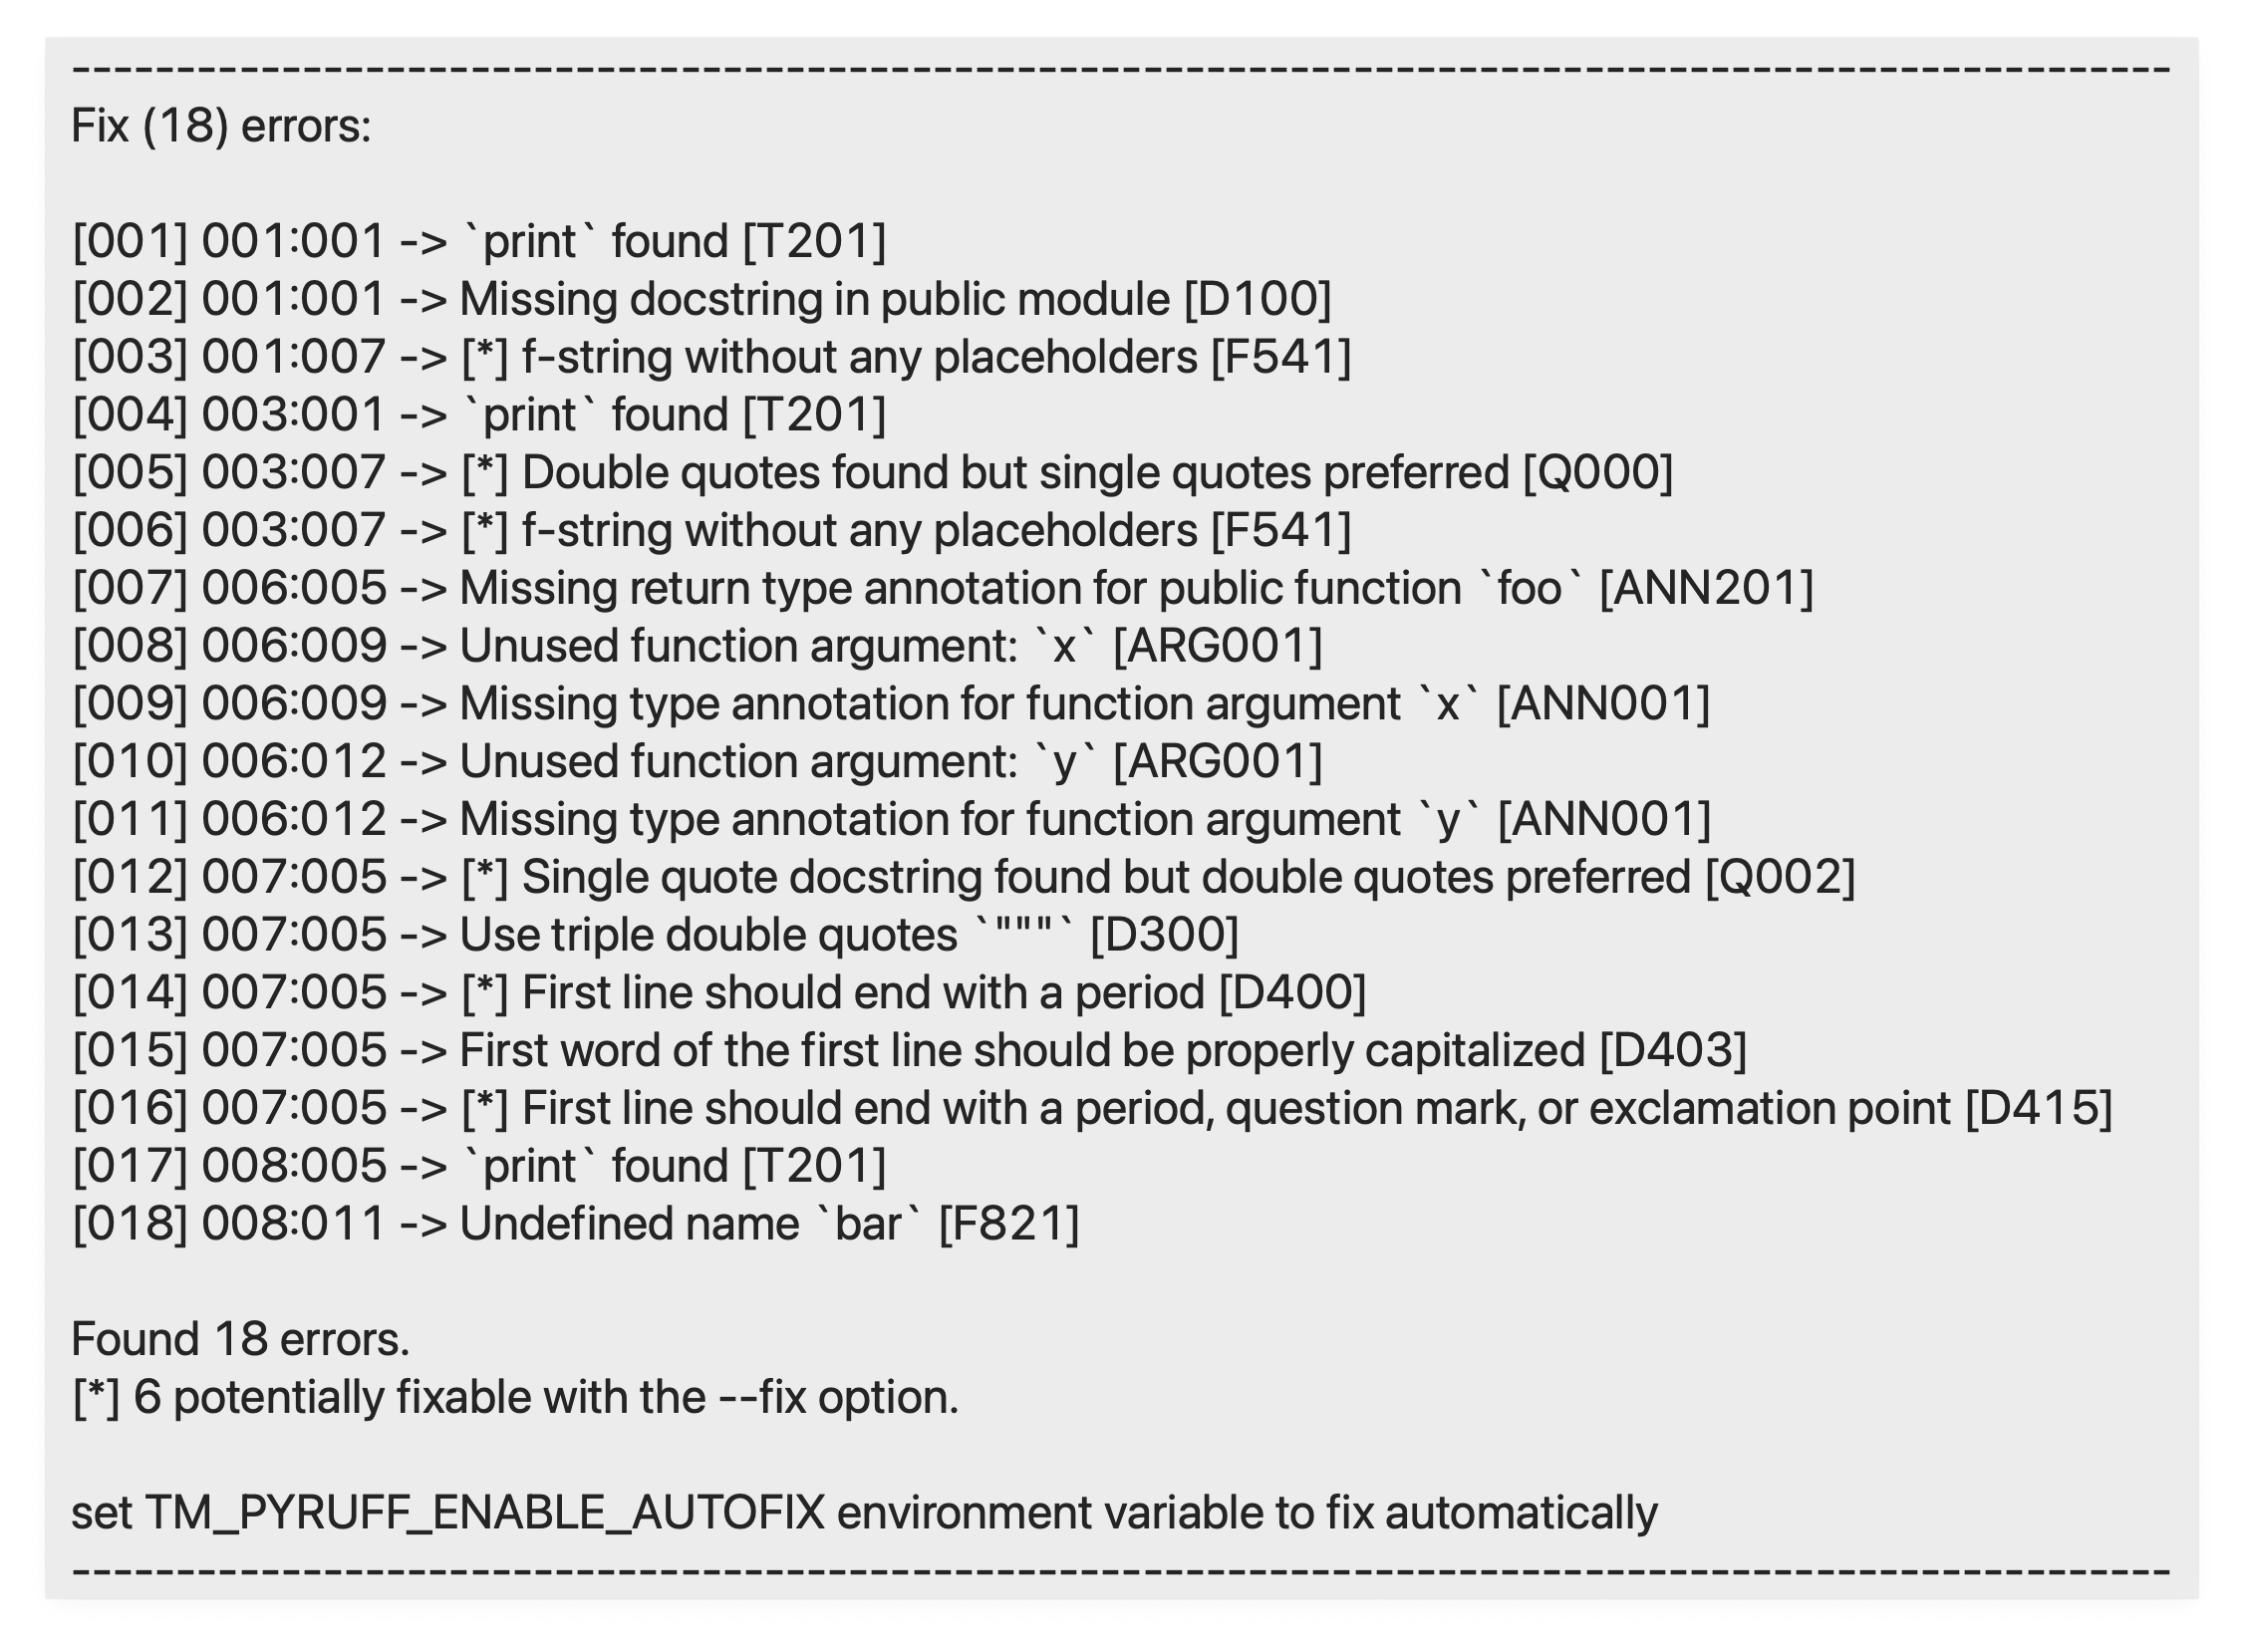 ----------------------------------------------------------------------------------------------------
Fix (18) errors:
[001] 001:001 -> `print` found [T201]
[002] 001:001 -> Missing docstring in public module [D100]
[003] 001:007 -> [*] f-string without any placeholders [F541]
[004] 003:001 -> `print` found [T201]
[005] 003:007 -> [*] Double quotes found but single quotes preferred [Q000]
[006] 003:007 -> [*] f-string without any placeholders [F541]
[007] 006:005 -> Missing return type annotation for public function `foo` [ANN201]
[008] 006:009 -> Unused function argument: `x` [ARG001]
[009] 006:009 -> Missing type annotation for function argument `x` [ANN001]
[010] 006:012 -> Unused function argument: `y` [ARG001]
[011] 006:012 -> Missing type annotation for function argument `y` [ANN001]
[012] 007:005 -> [*] Single quote docstring found but double quotes preferred [Q002]
[013] 007:005 -> Use triple double quotes `"""` [D300]
[014] 007:005 -> [*] First line should end with a period [D400]
[015] 007:005 -> First word of the first line should be properly capitalized [D403]
[016] 007:005 -> [*] First line should end with a period, question mark, or exclamation point [D415]
[017] 008:005 -> `print` found [T201]
[018] 008:011 -> Undefined name `bar` [F821]
Found 18 errors.
[*] 6 potentially fixable with the --fix option.
set TM_PYRUFF_ENABLE_AUTOFIX environment variable to fix automatically
----------------------------------------------------------------------------------------------------